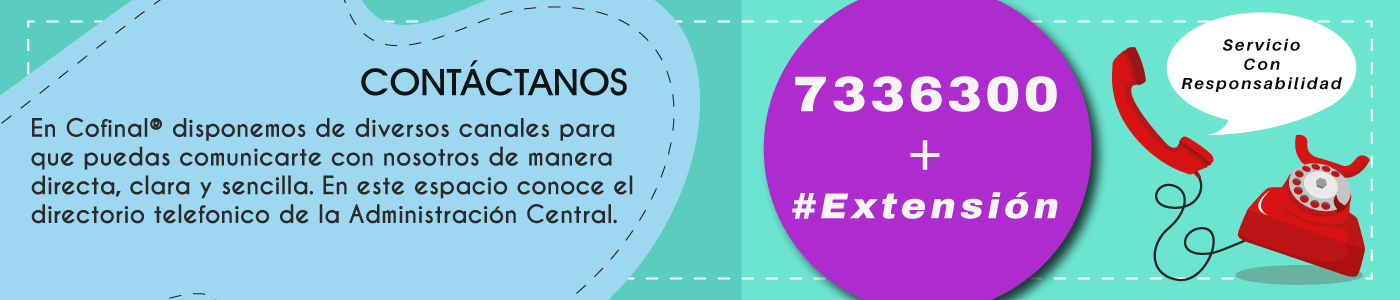 CONTÁCTANOS
En Cofinal® disponemos de diversos canales para
que puedas comunicarte con nosotros de manera
directa, clara y sencilla. En este espacio conoce el
directorio telefonico de la Administración Central.
7336300
+
#Extensión
Servicio
Con
Responsabilidad